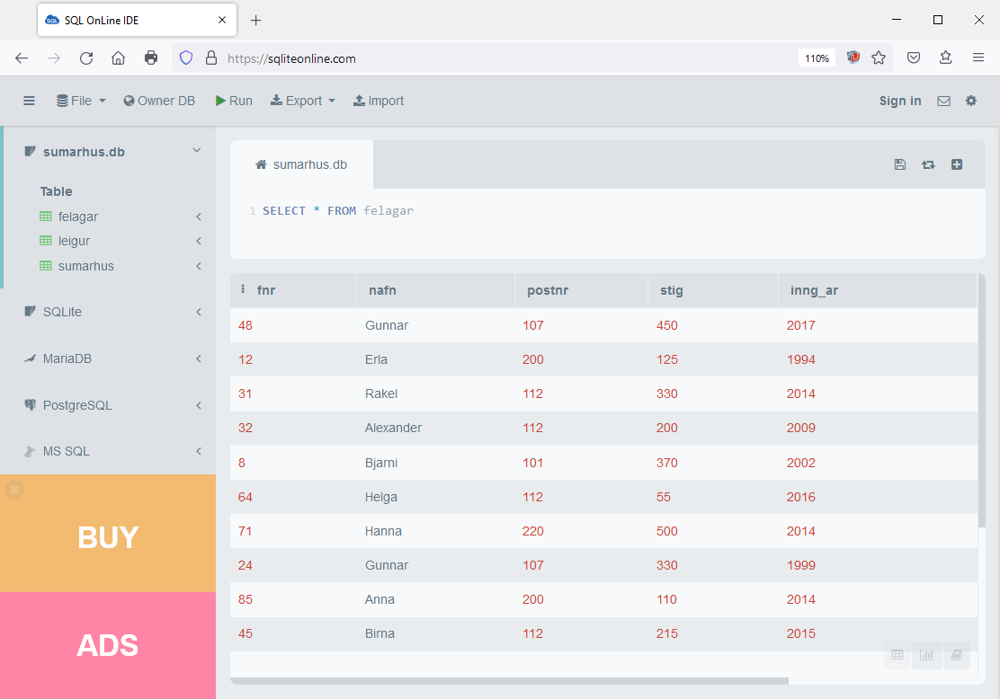 SQL OnLine IDE
https://sqliteonline.com
110%
File
Owner DB
Run
Export
Import
Sign in
sumarhus.db
Table
felagar
leigur
sumarhus
SQLite
MariaDB
PostgreSQL
MS SQL
BUY
ADS
sumarhus.db
1 SELECT * FROM felagar
fnr nafn postnr stig inng_ar
48 Gunnar 107 450 2017
12 Erla 200 125 1994
31 Rakel 112 330 2014
32 Alexander 112 200 2009
8 Bjarni 101 370 2002
64 Helga 112 55 2016
71 Hanna 220 500 2014
24 Gunnar 107 330 1999
85 Anna 200 110 2014
45 Birna 112 215 2015